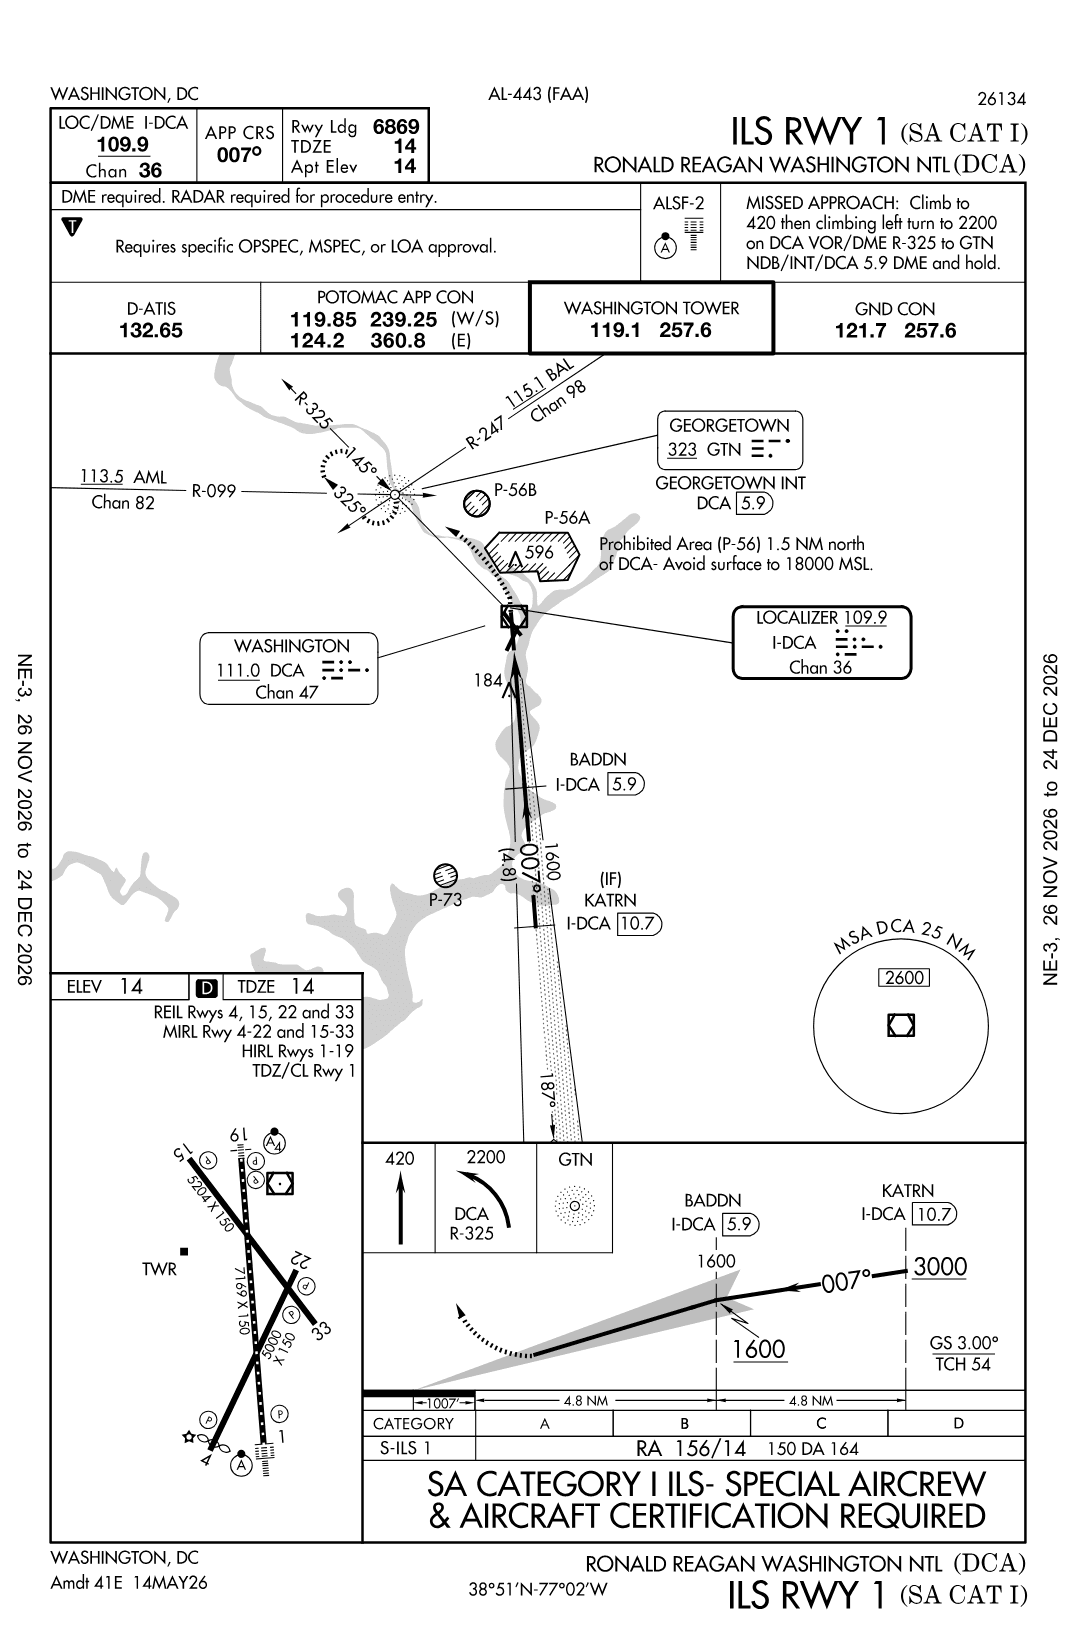 WASHINGTON, DC
AL-443 (FAA)
26134
LOC/DME I-DCA
109.9
Chan 36
APP CRS
007°
Rwy Ldg 6869
TDZE 14
Apt Elev 14
ILS RWY 1 (SA CAT I)
RONALD REAGAN WASHINGTON NTL (DCA)
DME required. RADAR required for procedure entry.
T
Requires specific OPSPEC, MSPEC, or LOA approval.
ALSF-2
A
MISSED APPROACH: Climb to
420 then climbing left turn to 2200
on DCA VOR/DME R-325 to GTN
NDB/INT/DCA 5.9 DME and hold.
D-ATIS
132.65
POTOMAC APP CON
119.85 239.25 (W/S)
124.2 360.8 (E)
WASHINGTON TOWER
119.1 257.6
GND CON
121.7 257.6
R-325
145°
325°
115.1 BAL
Chan 98
R-247
113.5 AML
Chan 82
R-099
GEORGETOWN
323 GTN
GEORGETOWN INT
DCA 5.9
P-56B
P-56A
596
Prohibited Area (P-56) 1.5 NM north
of DCA- Avoid surface to 18000 MSL.
WASHINGTON
111.0 DCA
Chan 47
LOCALIZER 109.9
I-DCA
Chan 36
184
BADDN
I-DCA 5.9
1600
007°
(4.8)
(IF)
KATRN
I-DCA 10.7
P-73
187°
MSA DCA 25 NM
2600
NE-3, 26 NOV 2026 to 24 DEC 2026
NE-3, 26 NOV 2026 to 24 DEC 2026
ELEV 14
D
TDZE 14
REIL Rwys 4, 15, 22 and 33
MIRL Rwy 4-22 and 15-33
HIRL Rwys 1-19
TDZ/CL Rwy 1
15
19
A4
P
P
P
5204 X 150
TWR
7169 X 150
22
P
P
5000
X 150
33
P
P
4
A
1
420
2200
DCA
R-325
GTN
BADDN
I-DCA 5.9
KATRN
I-DCA 10.7
1600
007°
3000
1600
GS 3.00°
TCH 54
1007'
4.8 NM
4.8 NM
CATEGORY A B C D
S-ILS 1 RA 156/14 150 DA 164
SA CATEGORY I ILS- SPECIAL AIRCREW
& AIRCRAFT CERTIFICATION REQUIRED
WASHINGTON, DC
Amdt 41E 14MAY26
38°51'N-77°02'W
RONALD REAGAN WASHINGTON NTL (DCA)
ILS RWY 1 (SA CAT I)